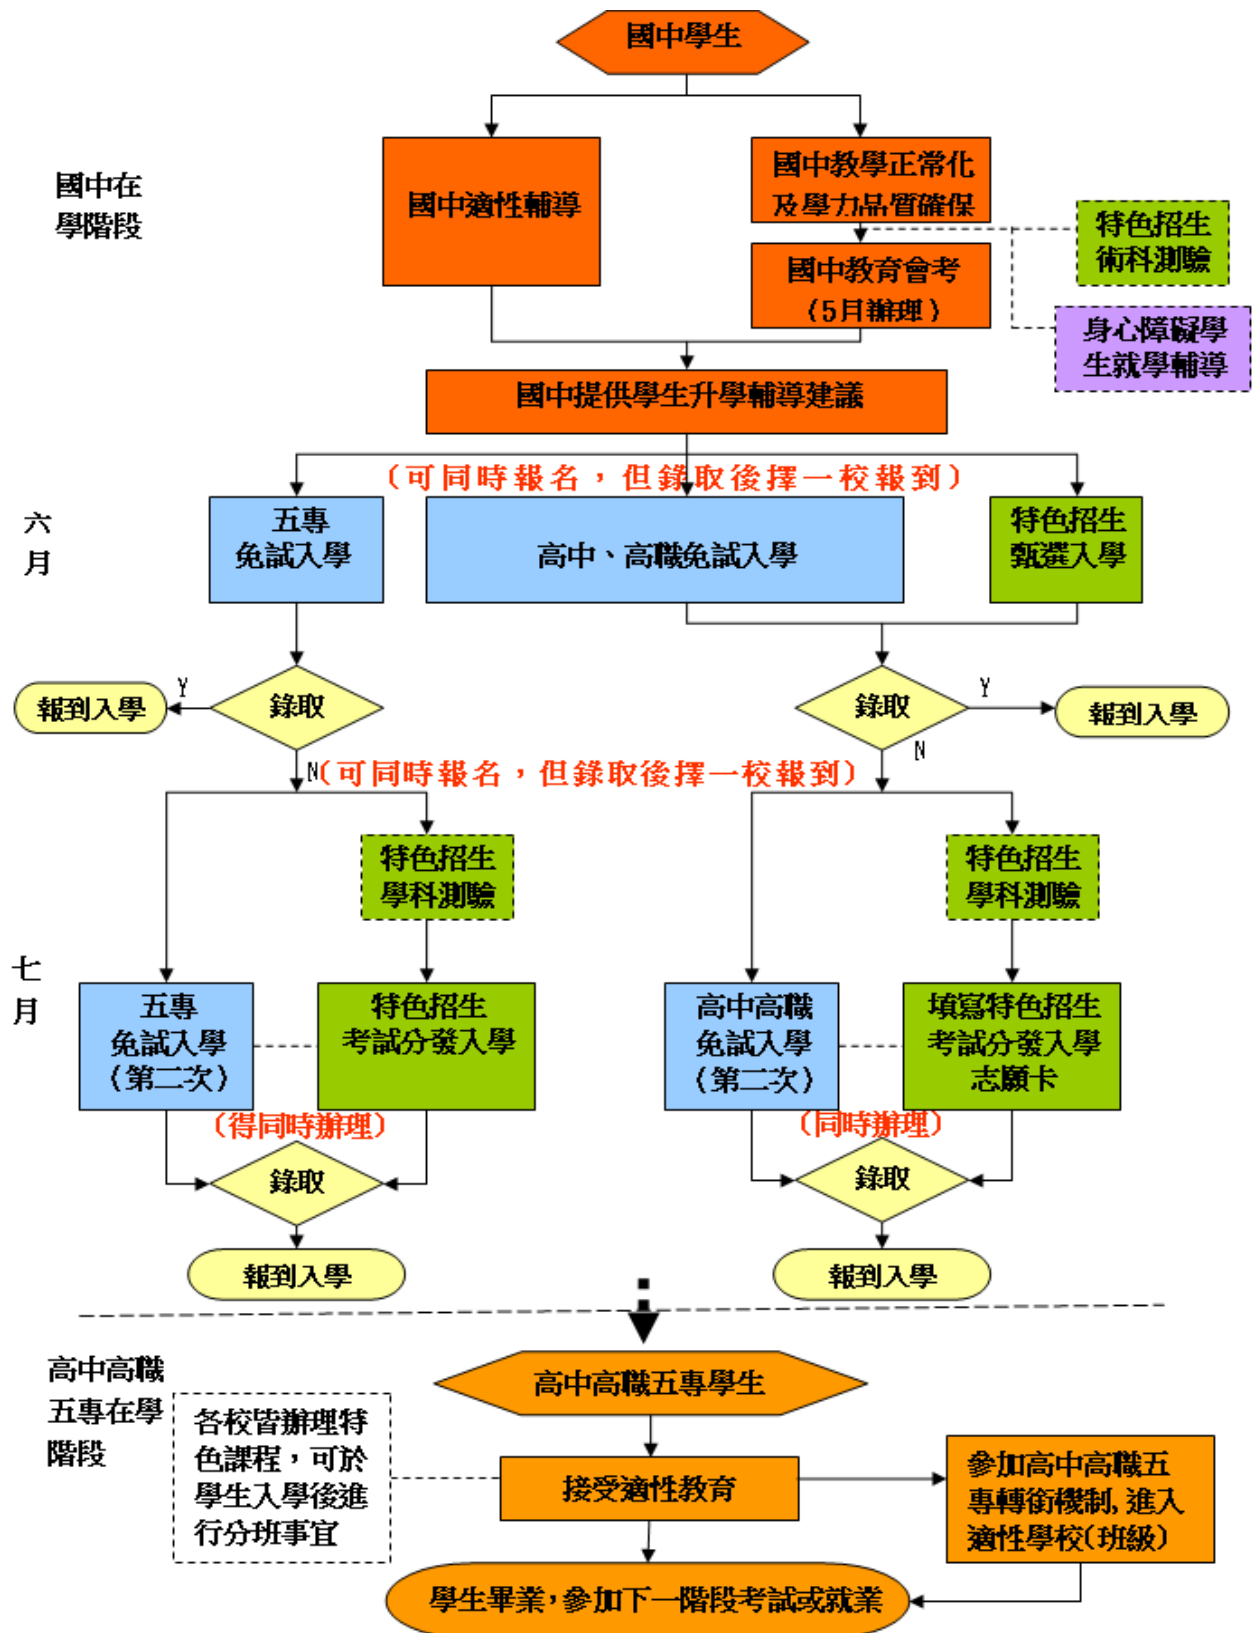 國中學生
國中在
學階段
國中適性輔導
國中教學正常化
及學力品質確保
特色招生
術科測驗
國中教育會考
(5月辦理)
身心障礙學
生就學輔導
國中提供學生升學輔導建議
(可同時報名，但錄取後擇一校報到)
六
月
五專
免試入學
高中、高職免試入學
特色招生
甄選入學
報到入學
Y
錄取
錄取
Y
報到入學
N
(可同時報名，但錄取後擇一校報到)
N
特色招生
學科測驗
特色招生
學科測驗
七
月
五專
免試入學
(第二次)
特色招生
考試分發入學
高中高職
免試入學
(第二次)
填寫特色招生
考試分發入學
志願卡
(得同時辦理)
(同時辦理)
錄取
錄取
報到入學
報到入學
高中高職
五專在學
階段
高中高職五專學生
各校皆辦理特
色課程，可於
學生入學後進
行分班事宜
接受適性教育
參加高中高職五
專轉銜機制,進入
適性學校(班級)
學生畢業,參加下一階段考試或就業